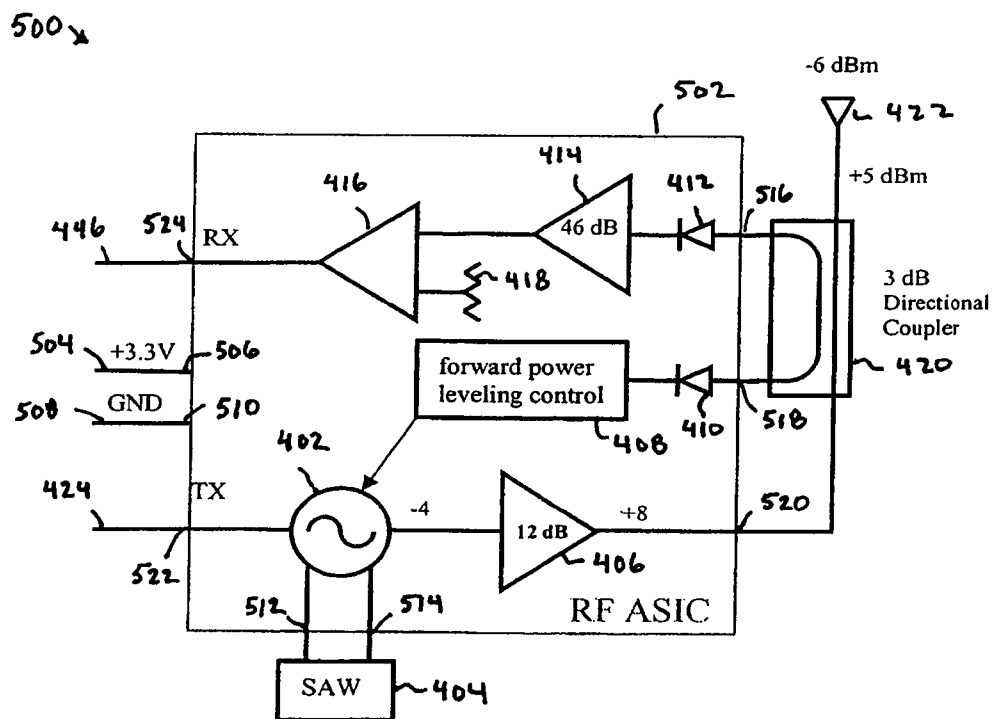 500
-6 dBm
502
422
414
+5 dBm
416
412
516
446
524
RX
46 dB
418
3 dB
Directional
Coupler
504
+3.3V
506
forward power
leveling control
420
508
GND
510
402
408
410
518
424
TX
-4
12 dB
+8
520
522
406
512
514
RF ASIC
SAW
404